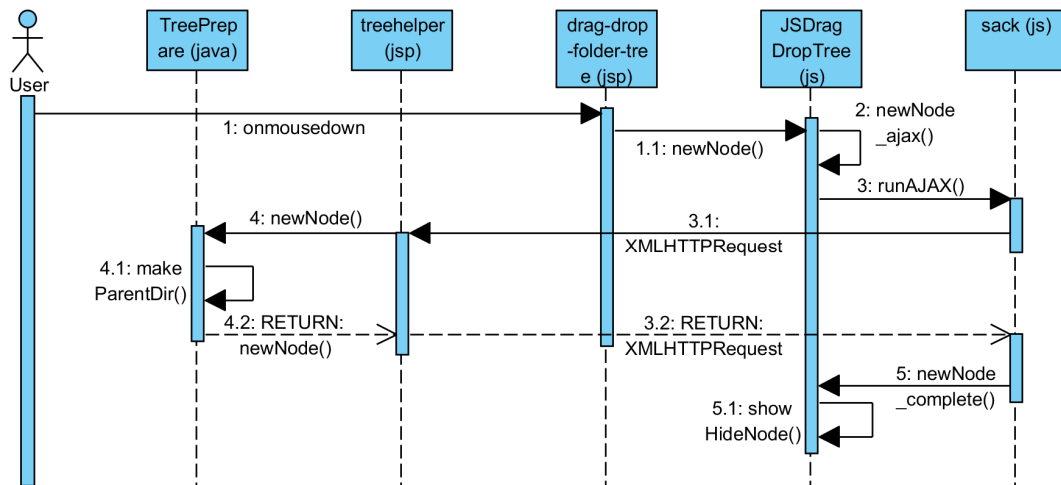 TreePrep
are (java)
treehelper
(jsp)
drag-drop
-folder-tre
e (jsp)
JSDrag
DropTree
(js)
sack (js)
User
1: onmousedown
1.1: newNode()
2: newNode
_ajax()
3: runAJAX()
3.1:
XMLHTTPRequest
4: newNode()
4.1: make
ParentDir()
4.2: RETURN:
newNode()
3.2: RETURN:
XMLHTTPRequest
5: newNode
_complete()
5.1: show
HideNode()